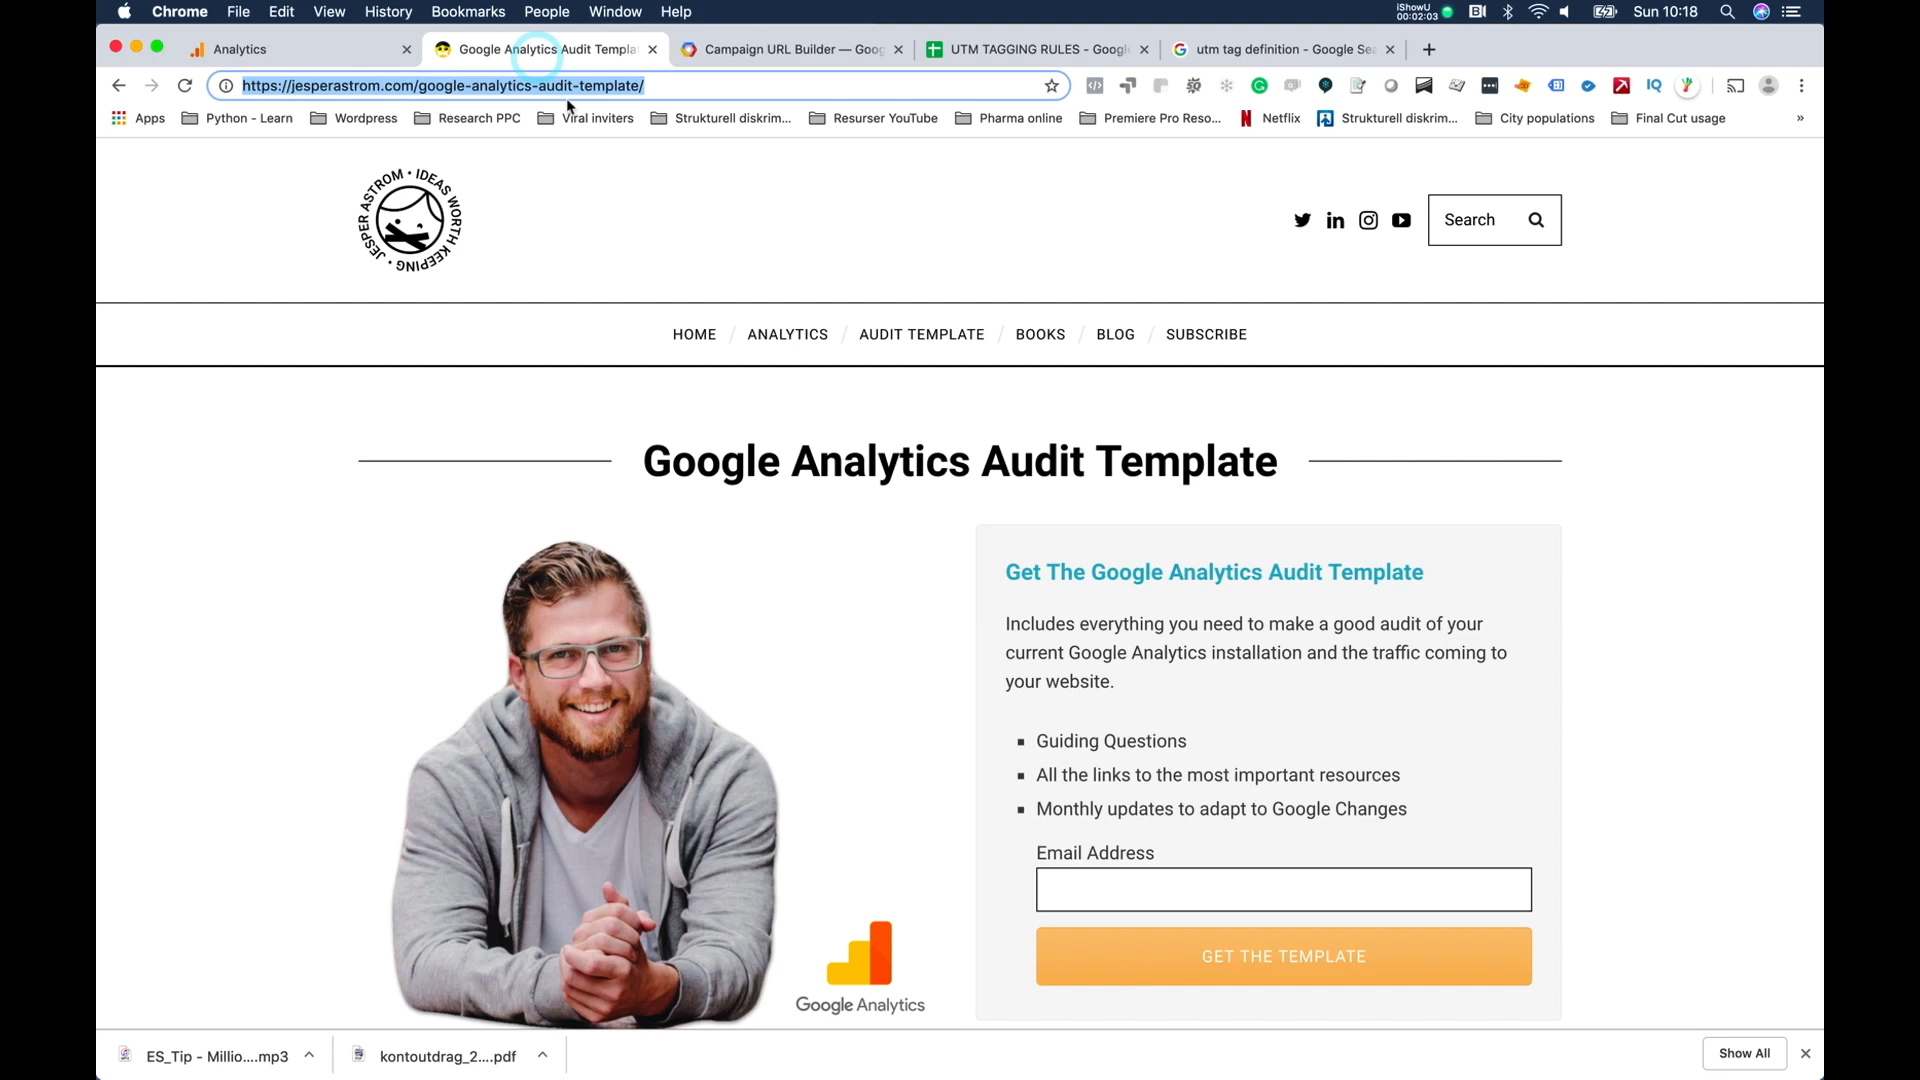 Chrome File Edit View History Bookmarks People Window Help iShowU 00:02:03 Sun 10:18
Analytics Google Analytics Audit Templa Campaign URL Builder — Goog UTM TAGGING RULES - Google utm tag definition - Google Sea
https://jesperastrom.com/google-analytics-audit-template/
Apps Python - Learn Wordpress Research PPC Viral inviters Strukturell diskrim... Resurser YouTube Pharma online Premiere Pro Reso... Netflix Strukturell diskrim... City populations Final Cut usage »
JESPER ASTROM • IDEAS WORTH KEEPING •
Search
HOME / ANALYTICS / AUDIT TEMPLATE / BOOKS / BLOG / SUBSCRIBE
Google Analytics Audit Template
Get The Google Analytics Audit Template
Includes everything you need to make a good audit of your
current Google Analytics installation and the traffic coming to
your website.
Guiding Questions
All the links to the most important resources
Monthly updates to adapt to Google Changes
Email Address
GET THE TEMPLATE
Google Analytics
ES_Tip - Millio....mp3 kontoutdrag_2....pdf Show All